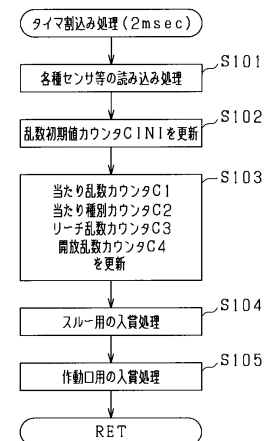 タイマ割込み処理(2msec)
S101
各種センサ等の読み込み処理
S102
乱数初期値カウンタCINIを更新
S103
当たり乱数カウンタC1
当たり種別カウンタC2
リーチ乱数カウンタC3
開放乱数カウンタC4
を更新
S104
スルー用の入賞処理
S105
作動口用の入賞処理
RET